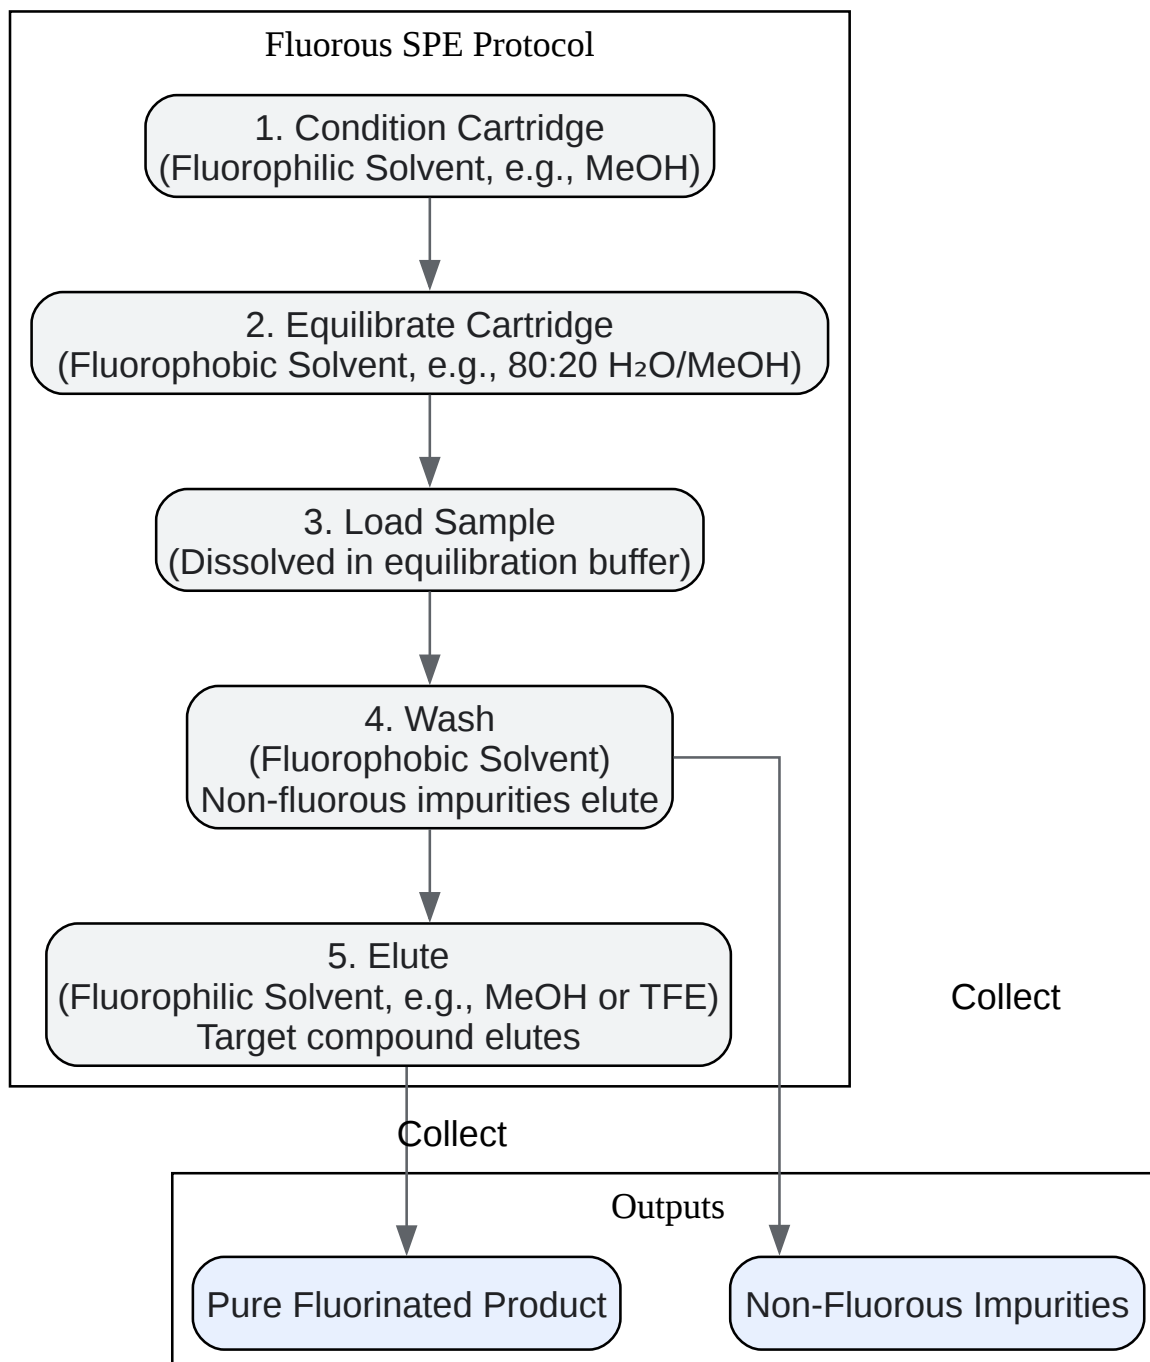 Fluorous SPE Protocol
1. Condition Cartridge
(Fluorophilic Solvent, e.g., MeOH)
2. Equilibrate Cartridge
(Fluorophobic Solvent, e.g., 80:20 H₂O/MeOH)
3. Load Sample
(Dissolved in equilibration buffer)
4. Wash
(Fluorophobic Solvent)
Non-fluorous impurities elute
5. Elute
(Fluorophilic Solvent, e.g., MeOH or TFE)
Target compound elutes
Collect
Collect
Outputs
Pure Fluorinated Product
Non-Fluorous Impurities